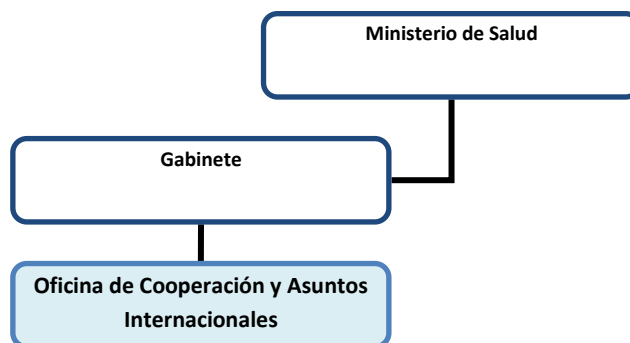 Ministerio de Salud
Gabinete
Oficina de Cooperación y Asuntos
Internacionales